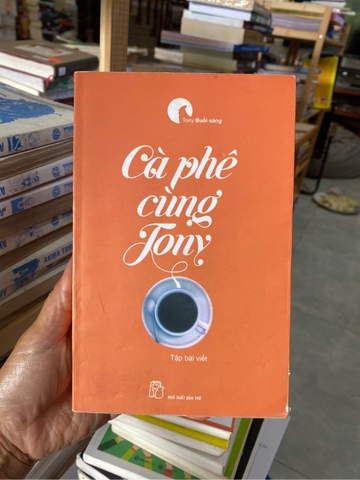 Tony Buổi sáng
Cà phê
cùng
Tony
Tập bài viết
NHÀ XUẤT BẢN TRẺ